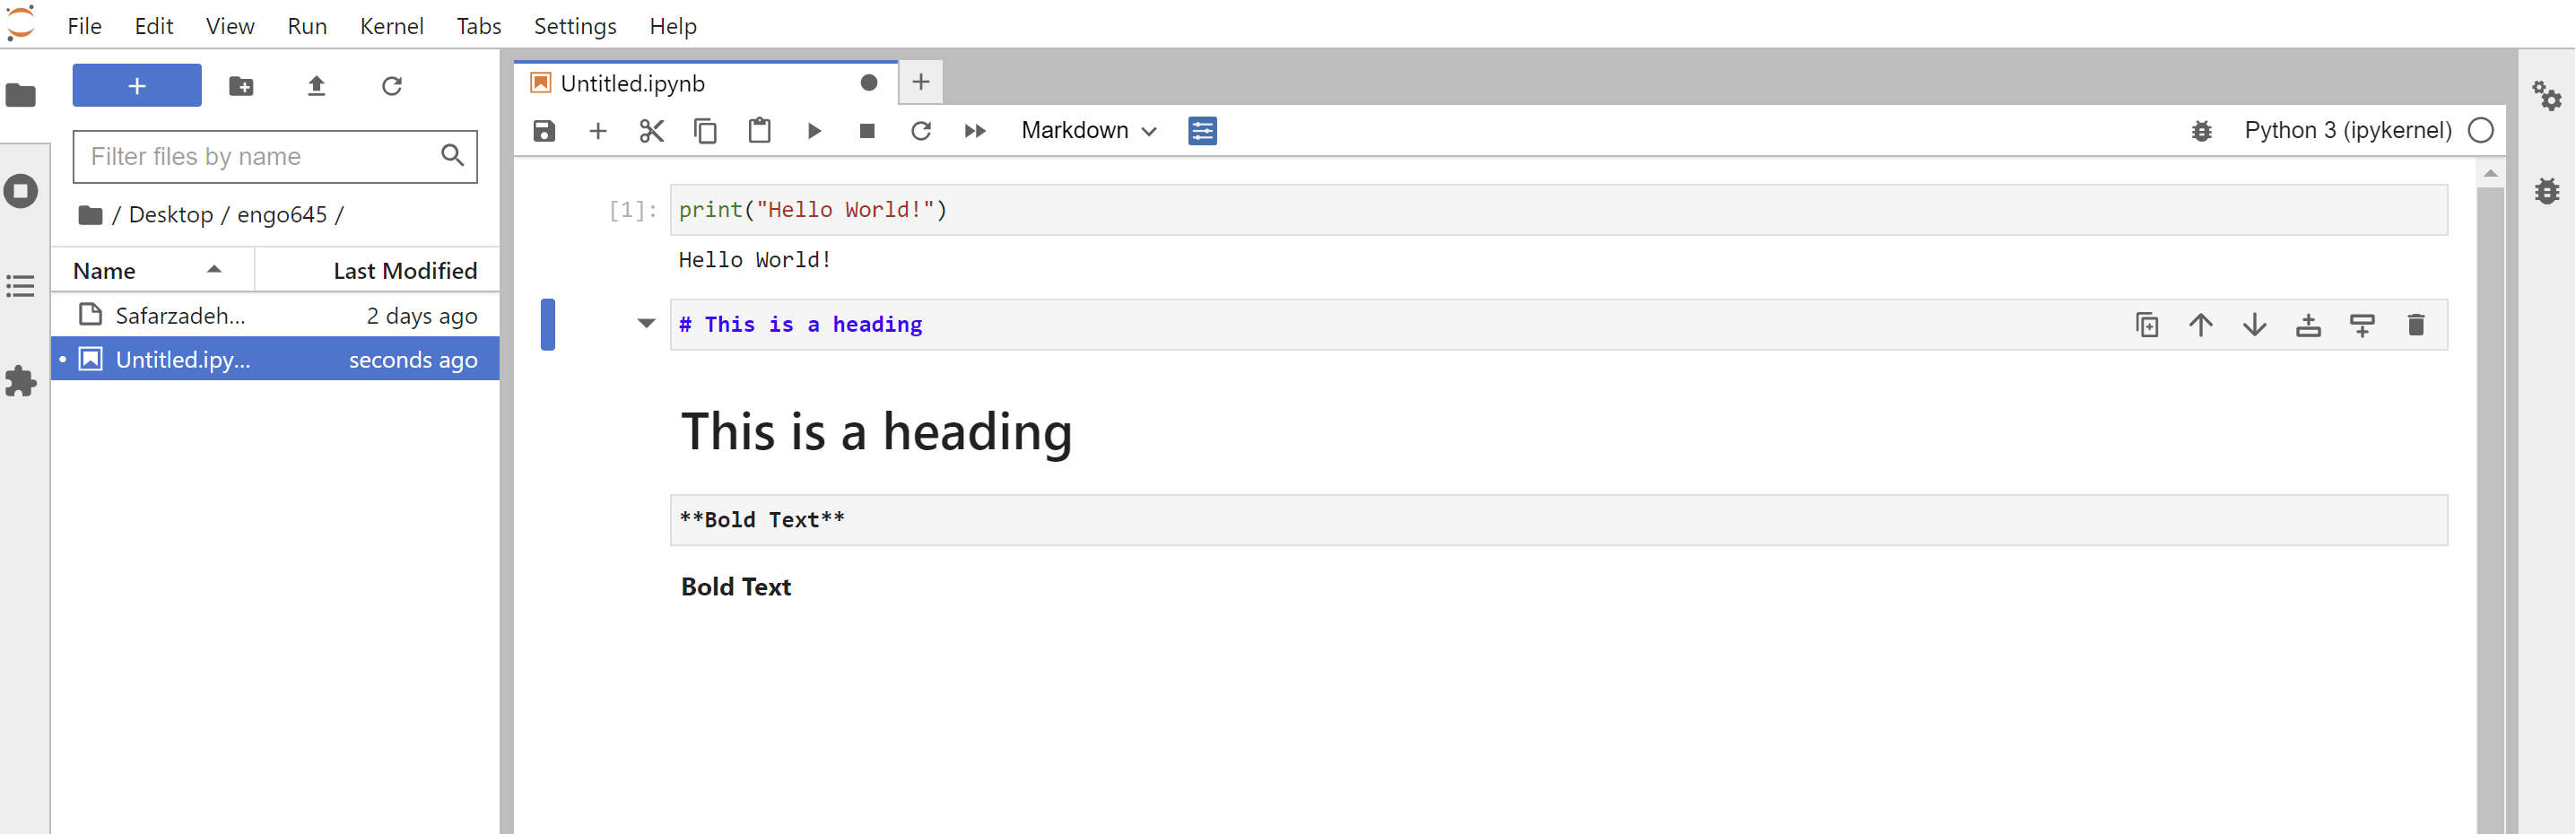 File Edit View Run Kernel Tabs Settings Help
+
Filter files by name
/ Desktop / engo645 /
Name Last Modified
Safarzadeh... 2 days ago
Untitled.ipy... seconds ago
Untitled.ipynb
Markdown
Python 3 (ipykernel)
[1]: print("Hello World!")
Hello World!
# This is a heading
This is a heading
**Bold Text**
Bold Text